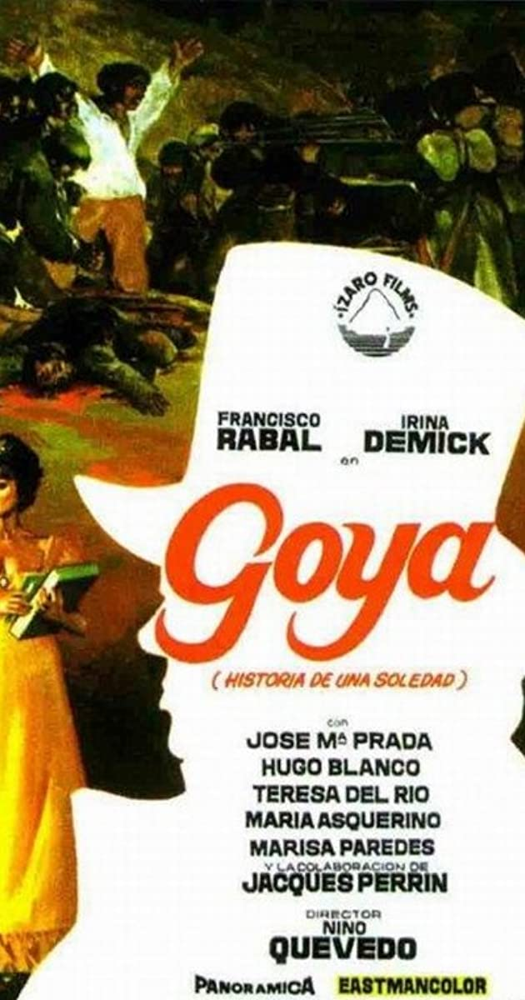 ·ÍZARO FILMS·
FRANCISCO
RABAL
IRINA
DEMICK
en
Goya
(HISTORIA DE UNA SOLEDAD)
con
JOSE Mª PRADA
HUGO BLANCO
TERESA DEL RIO
MARIA ASQUERINO
MARISA PAREDES
Y LA COLABORACION DE
JACQUES PERRIN
DIRECTOR
NINO
QUEVEDO
PANORAMICA EASTMANCOLOR